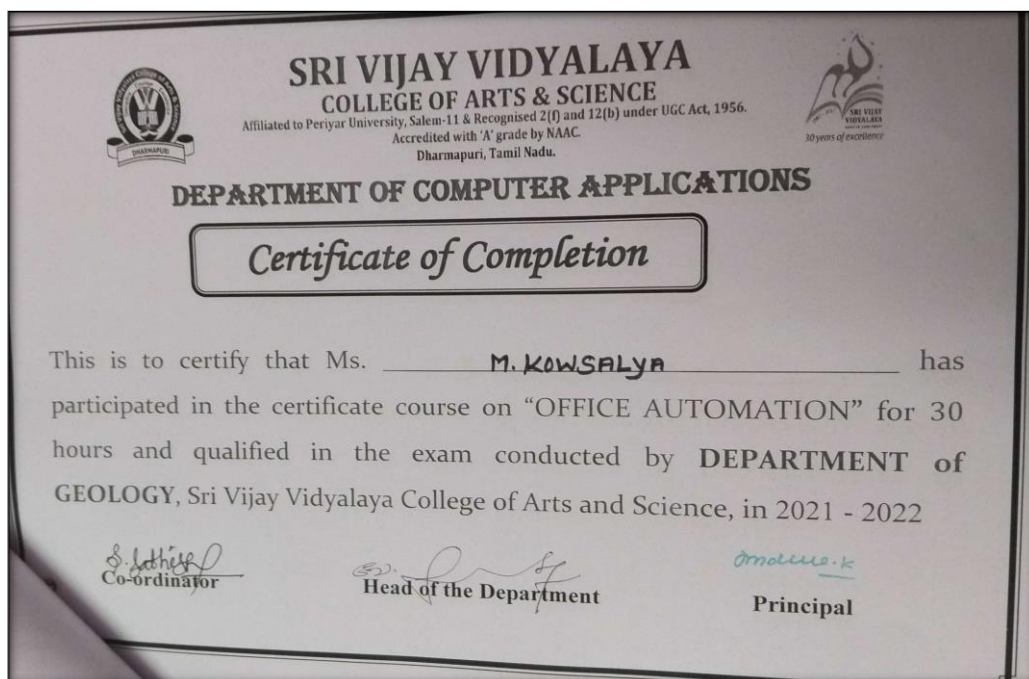 SRI VIJAY VIDYALAYA
COLLEGE OF ARTS & SCIENCE
Affiliated to Periyar University, Salem-11 & Recognised 2(f) and 12(b) under UGC Act, 1956.
Accredited with 'A' grade by NAAC.
Dharmapuri, Tamil Nadu.
DHARMAPURI
SRI VIJAY
VIDYALAYA
30 years of excellence
DEPARTMENT OF COMPUTER APPLICATIONS
Certificate of Completion
This is to certify that Ms. M. KOWSALYA has
participated in the certificate course on “OFFICE AUTOMATION” for 30
hours and qualified in the exam conducted by DEPARTMENT of
GEOLOGY, Sri Vijay Vidyalaya College of Arts and Science, in 2021 - 2022
Co-ordinator
Head of the Department
Principal